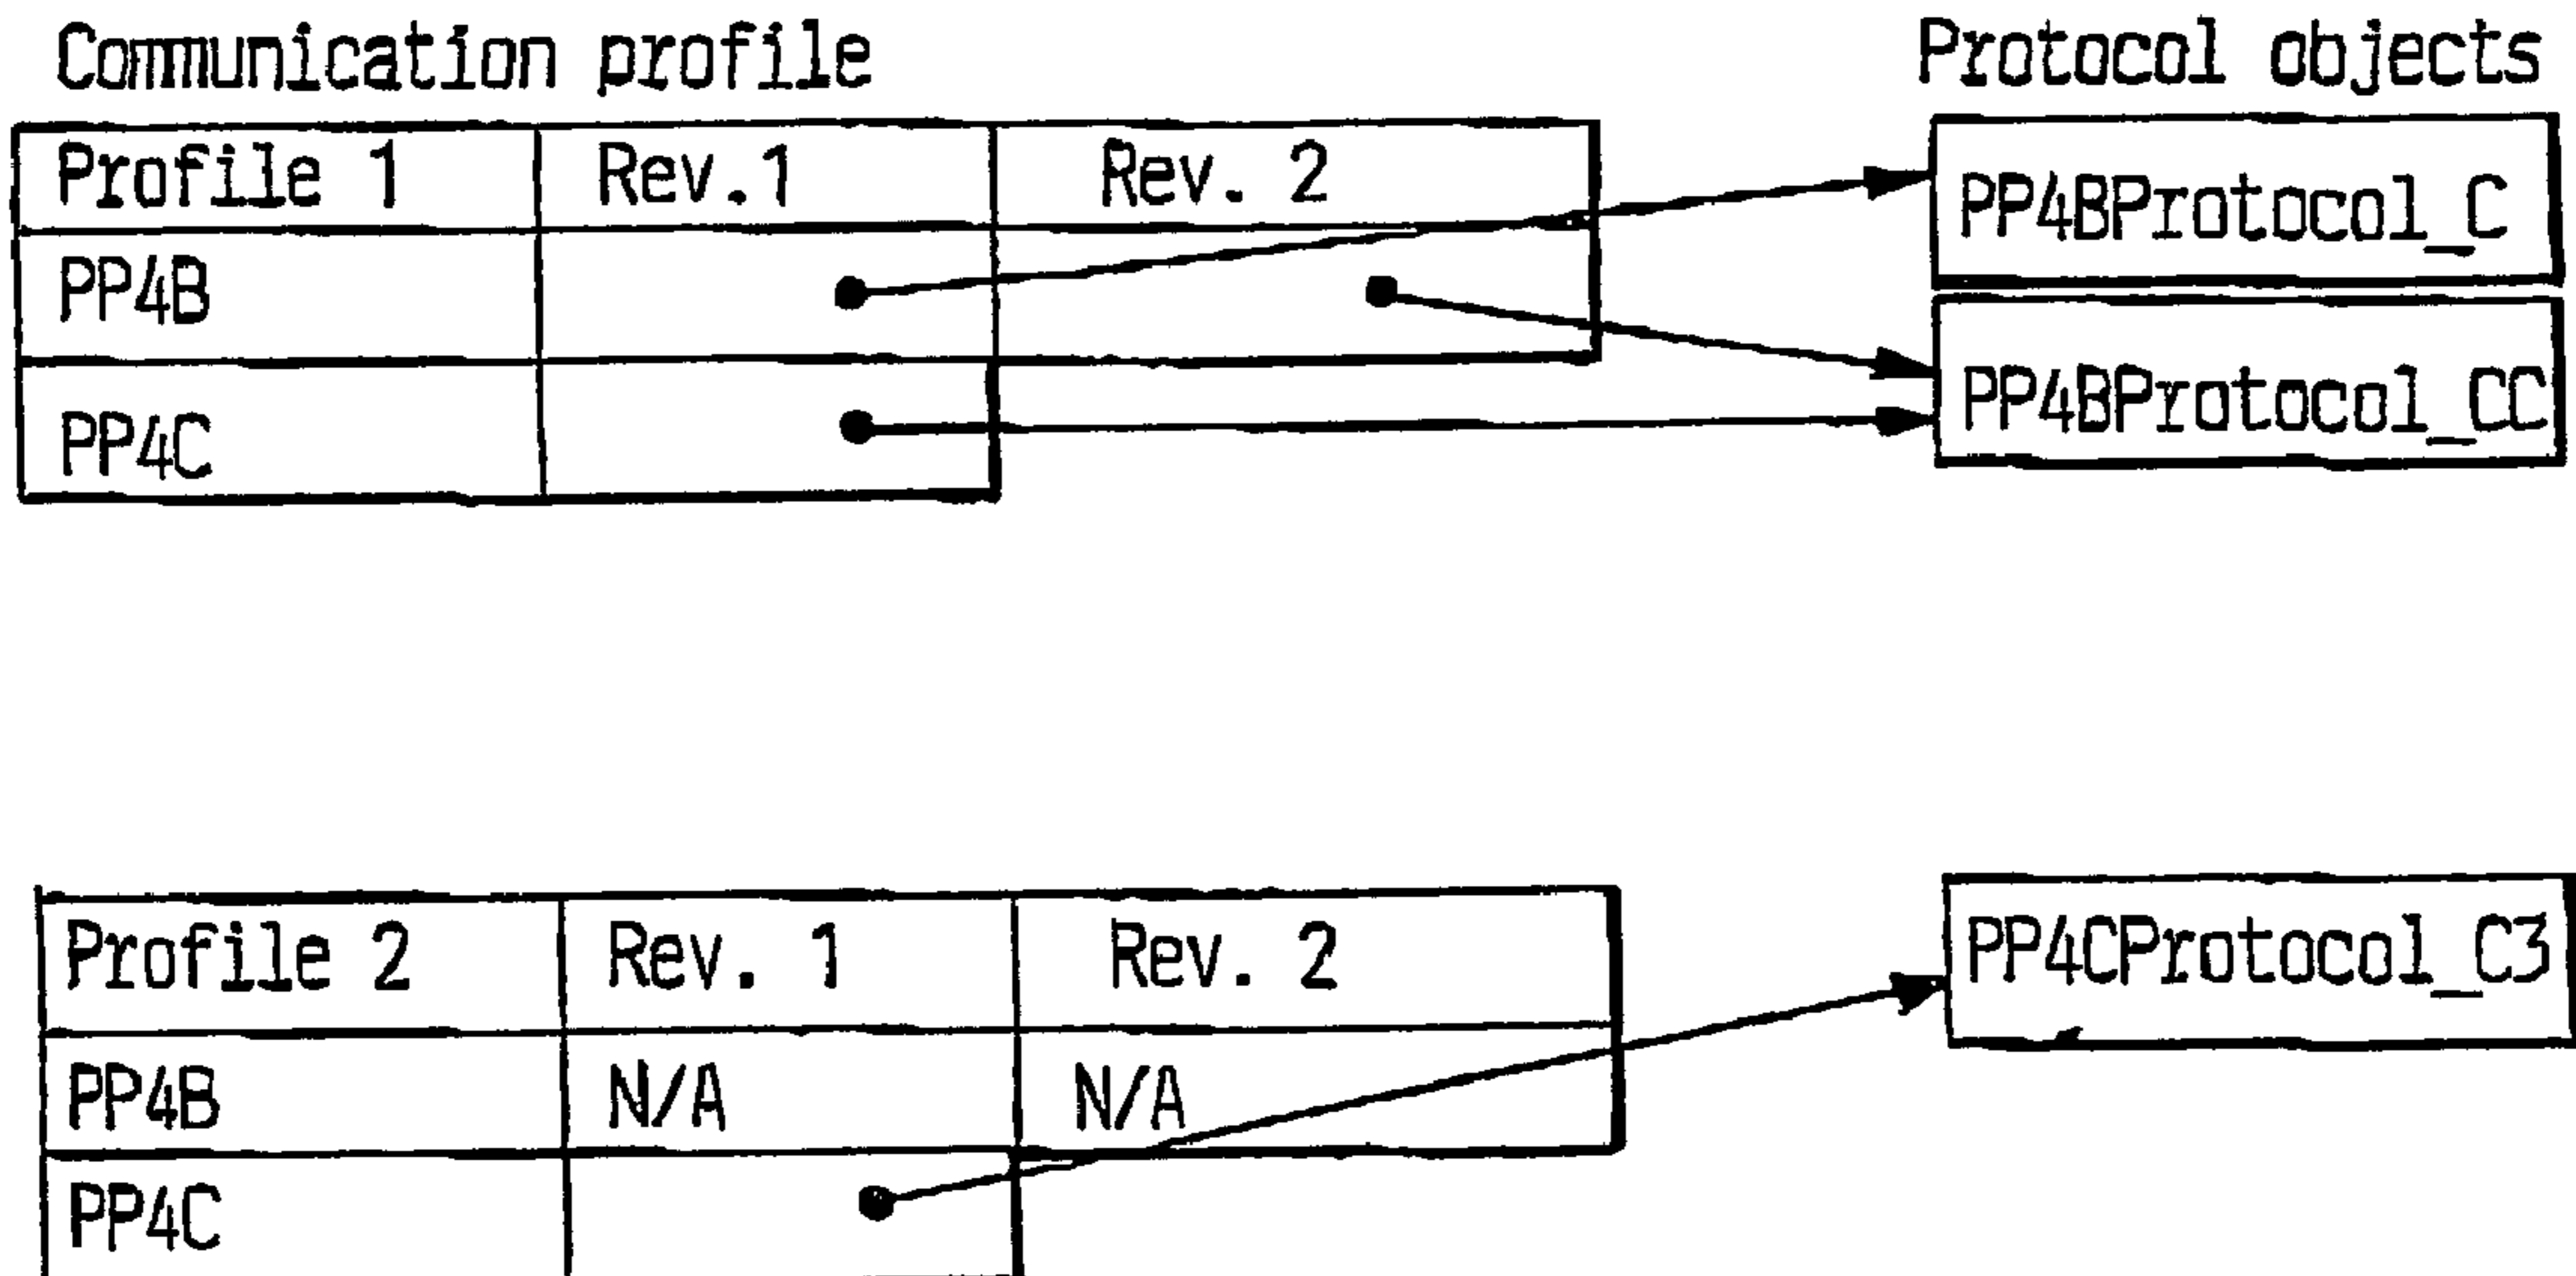 Communication profile
Protocol objects
Profile 1 Rev.1 Rev. 2
PP4B
PP4C
PP4BProtocol_C
PP4BProtocol_CC
Profile 2 Rev. 1 Rev. 2
PP4B N/A N/A
PP4C
PP4CProtocol_C3